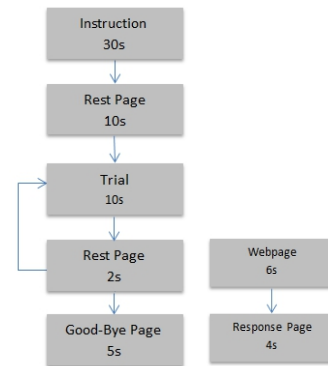 Instruction
30s
Rest Page
10s
Trial
10s
Rest Page
2s
Good-Bye Page
5s
Webpage
6s
Response Page
4s